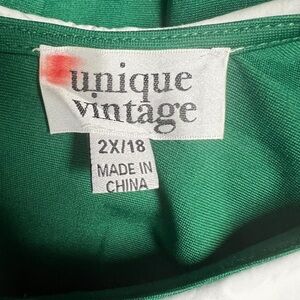 unique
vintage
2X/18
MADE IN
CHINA